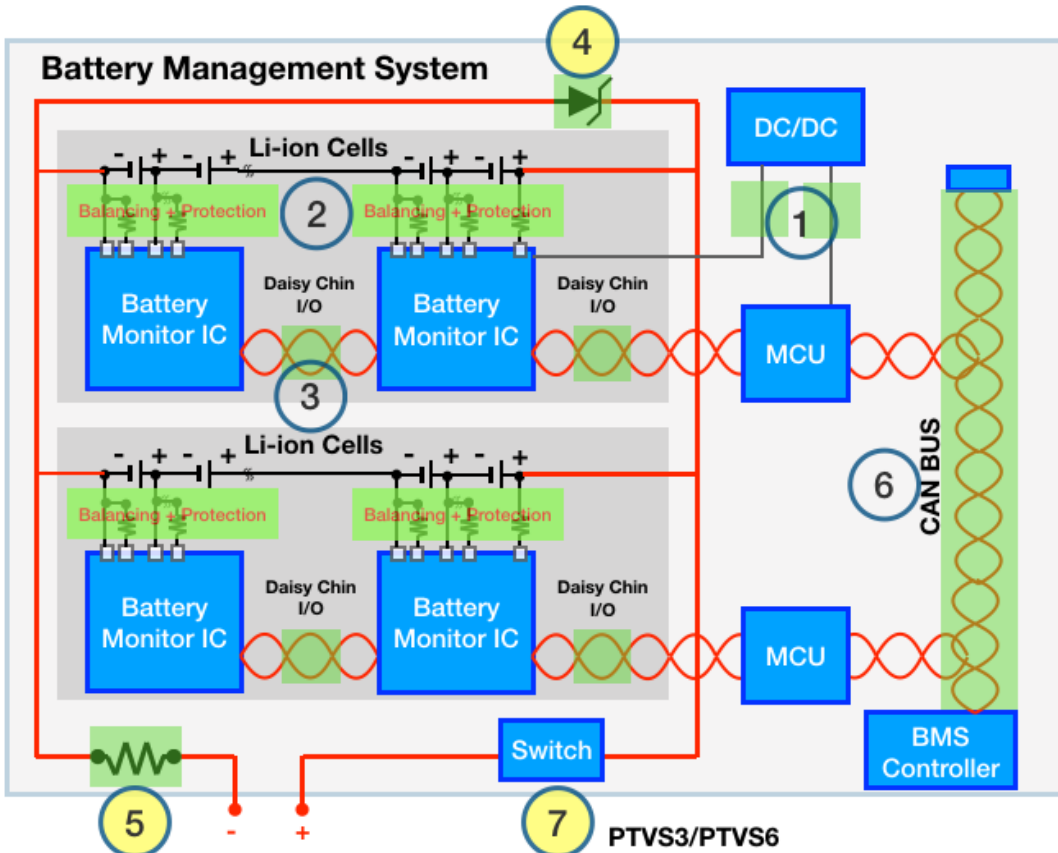 4
Battery Management System
DC/DC
Li-ion Cells
- + - + - + - +
Balancing + Protection
2
Balancing + Protection
1
Battery
Monitor IC
Daisy Chin
I/O
Battery
Monitor IC
Daisy Chin
I/O
MCU
3
Li-ion Cells
- + - + - + - +
Balancing + Protection
Balancing + Protection
6
CAN BUS
Battery
Monitor IC
Daisy Chin
I/O
Battery
Monitor IC
Daisy Chin
I/O
MCU
Switch
BMS
Controller
5
- +
7
PTVS3/PTVS6